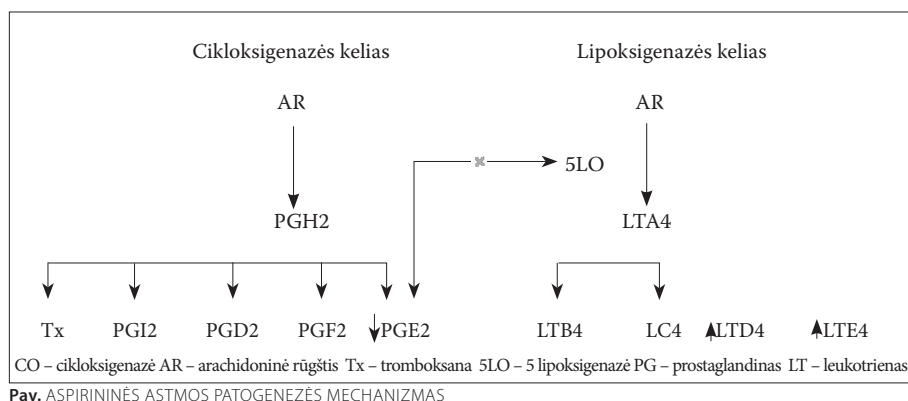 Cikloksigenazės kelias Lipoksigenazės kelias
AR AR
5LO
PGH2 LTA4
Tx PGI2 PGD2 PGF2 PGE2 LTB4 LC4 LTD4 LTE4
CO – cikloksigenazė AR – arachidoninė rūgštis Tx – tromboksana 5LO – 5 lipoksigenazė PG – prostaglandinas LT – leukotrienas
Pav. ASPIRININĖS ASTMOS PATOGENEZĖS MECHANIZMAS